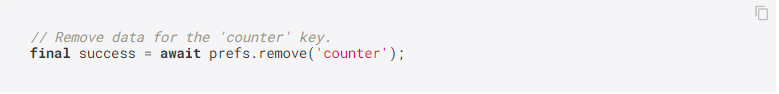 // Remove data for the 'counter' key.
final success = await prefs.remove('counter');